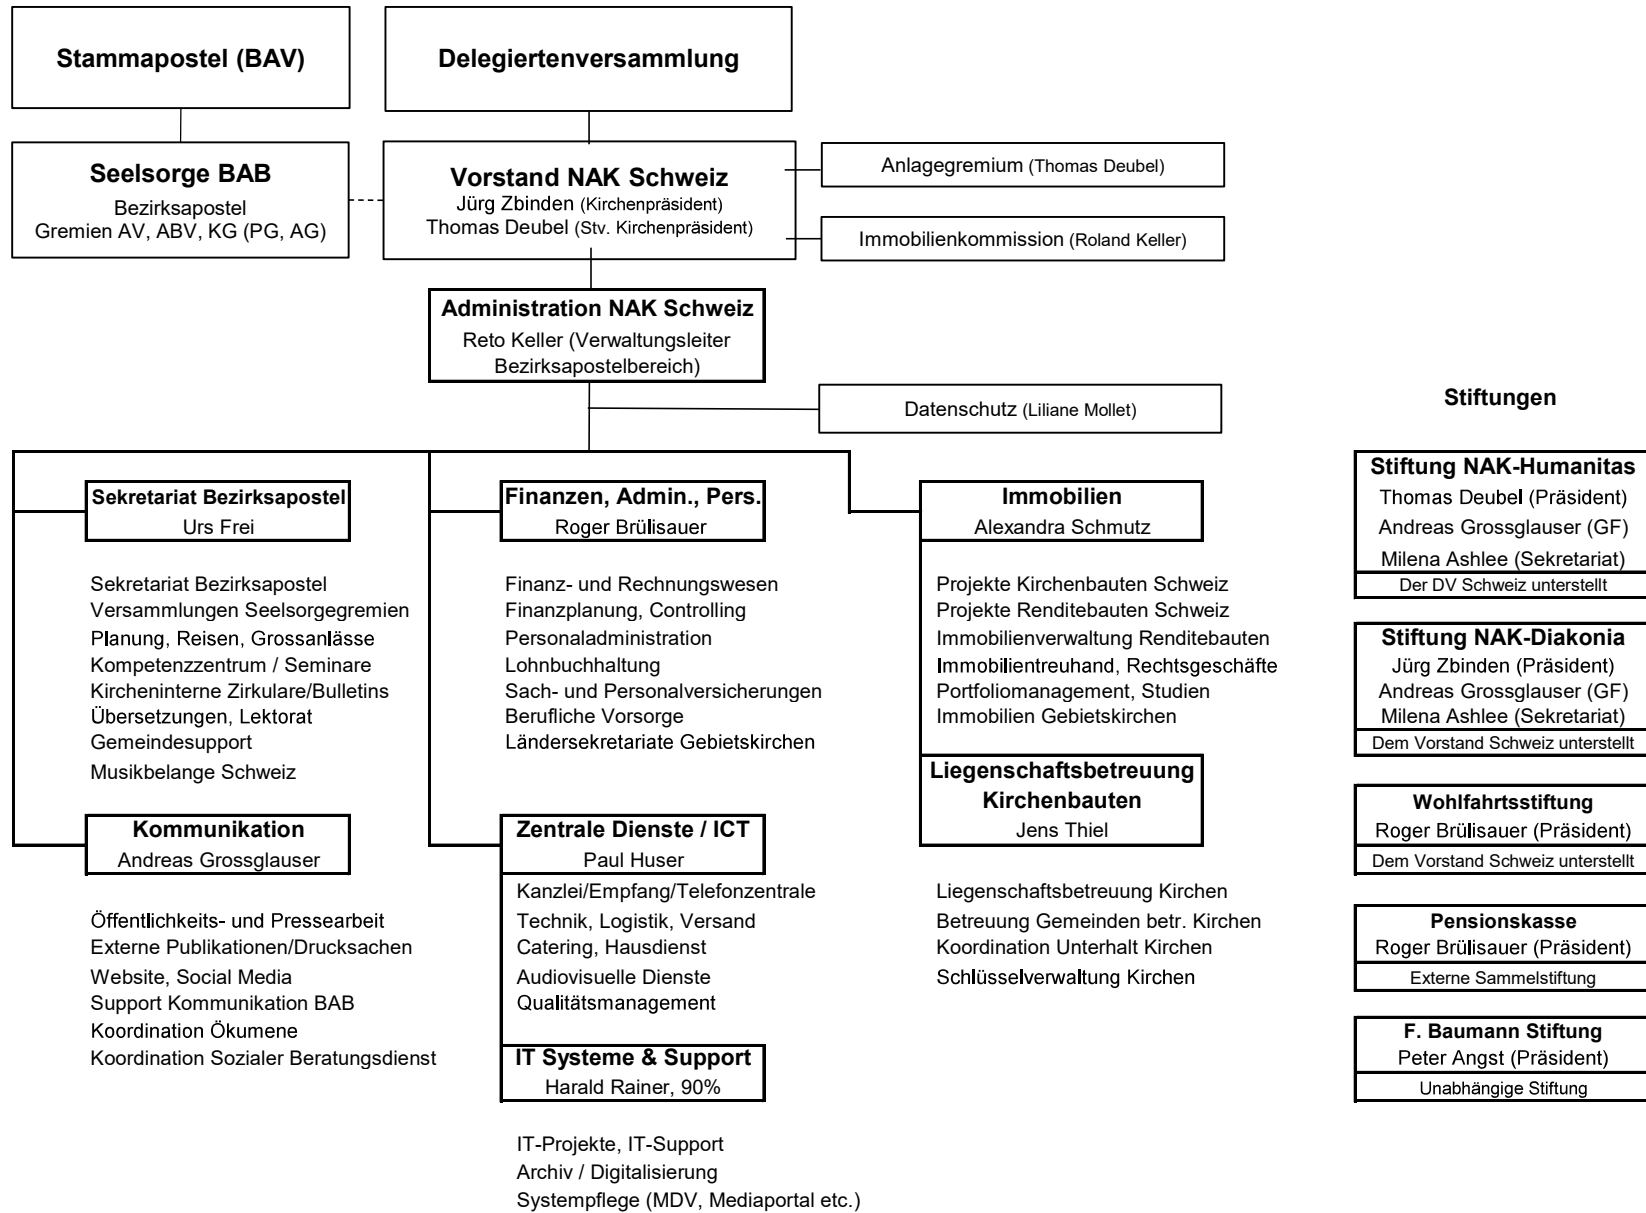 Stammapostel (BAV)
Delegiertenversammlung
Seelsorge BAB
Bezirksapostel
Gremien AV, ABV, KG (PG, AG)
Vorstand NAK Schweiz
Jürg Zbinden (Kirchenpräsident)
Thomas Deubel (Stv. Kirchenpräsident)
Anlagegremium (Thomas Deubel)
Immobilienkommission (Roland Keller)
Administration NAK Schweiz
Reto Keller (Verwaltungsleiter
Bezirksapostelbereich)
Datenschutz (Liliane Mollet)
Sekretariat Bezirksapostel
Urs Frei
Sekretariat Bezirksapostel
Versammlungen Seelsorgegremien
Planung, Reisen, Grossanlässe
Kompetenzzentrum / Seminare
Kircheninterne Zirkulare/Bulletins
Übersetzungen, Lektorat
Gemeindesupport
Musikbelange Schweiz
Kommunikation
Andreas Grossglauser
Öffentlichkeits- und Pressearbeit
Externe Publikationen/Drucksachen
Website, Social Media
Support Kommunikation BAB
Koordination Ökumene
Koordination Sozialer Beratungsdienst
Finanzen, Admin., Pers.
Roger Brülisauer
Finanz- und Rechnungswesen
Finanzplanung, Controlling
Personaladministration
Lohnbuchhaltung
Sach- und Personalversicherungen
Berufliche Vorsorge
Ländersekretariate Gebietskirchen
Zentrale Dienste / ICT
Paul Huser
Kanzlei/Empfang/Telefonzentrale
Technik, Logistik, Versand
Catering, Hausdienst
Audiovisuelle Dienste
Qualitätsmanagement
IT Systeme & Support
Harald Rainer, 90%
IT-Projekte, IT-Support
Archiv / Digitalisierung
Systempflege (MDV, Mediaportal etc.)
Immobilien
Alexandra Schmutz
Projekte Kirchenbauten Schweiz
Projekte Renditebauten Schweiz
Immobilienverwaltung Renditebauten
Immobilientreuhand, Rechtsgeschäfte
Portfoliomanagement, Studien
Immobilien Gebietskirchen
Liegenschaftsbetreuung
Kirchenbauten
Jens Thiel
Liegenschaftsbetreuung Kirchen
Betreuung Gemeinden betr. Kirchen
Koordination Unterhalt Kirchen
Schlüsselverwaltung Kirchen
Stiftungen
Stiftung NAK-Humanitas
Thomas Deubel (Präsident)
Andreas Grossglauser (GF)
Milena Ashlee (Sekretariat)
Der DV Schweiz unterstellt
Stiftung NAK-Diakonia
Jürg Zbinden (Präsident)
Andreas Grossglauser (GF)
Milena Ashlee (Sekretariat)
Dem Vorstand Schweiz unterstellt
Wohlfahrtsstiftung
Roger Brülisauer (Präsident)
Dem Vorstand Schweiz unterstellt
Pensionskasse
Roger Brülisauer (Präsident)
Externe Sammelstiftung
F. Baumann Stiftung
Peter Angst (Präsident)
Unabhängige Stiftung